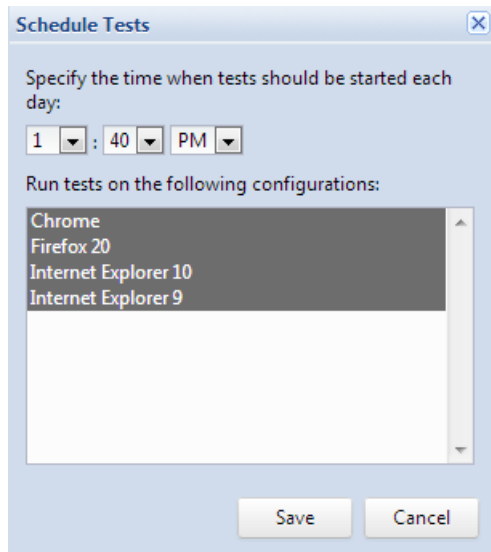 Schedule Tests
Specify the time when tests should be started each
day:
1 : 40 PM
Run tests on the following configurations:
Chrome
Firefox 20
Internet Explorer 10
Internet Explorer 9
Save Cancel